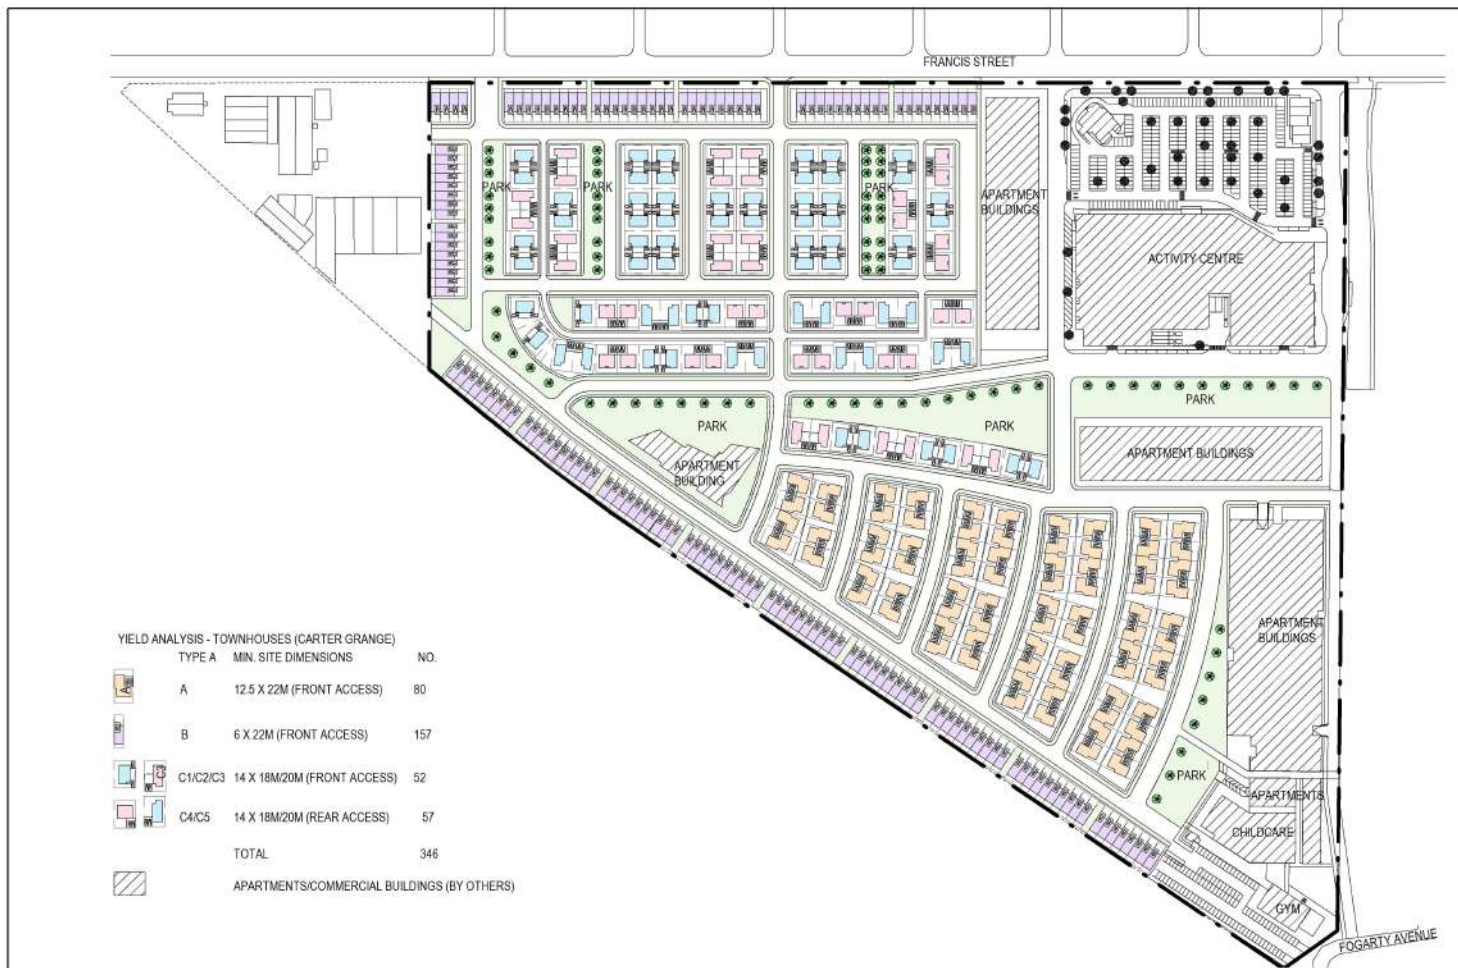 FRANCIS STREET
PARK
PARK
PARK
APARTMENT
BUILDINGS
ACTIVITY CENTRE
PARK
PARK
PARK
APARTMENT
BUILDING
APARTMENT BUILDINGS
APARTMENT
BUILDINGS
PARK
APARTMENTS
CHILDCARE
GYM
FOGARTY AVENUE
YIELD ANALYSIS - TOWNHOUSES (CARTER GRANGE)
TYPE A MIN. SITE DIMENSIONS NO.
A A 12.5 X 22M (FRONT ACCESS) 80
B 6 X 22M (FRONT ACCESS) 157
C1/C2/C3 14 X 18M/20M (FRONT ACCESS) 52
C4/C5 14 X 18M/20M (REAR ACCESS) 57
TOTAL 346
APARTMENTS/COMMERCIAL BUILDINGS (BY OTHERS)